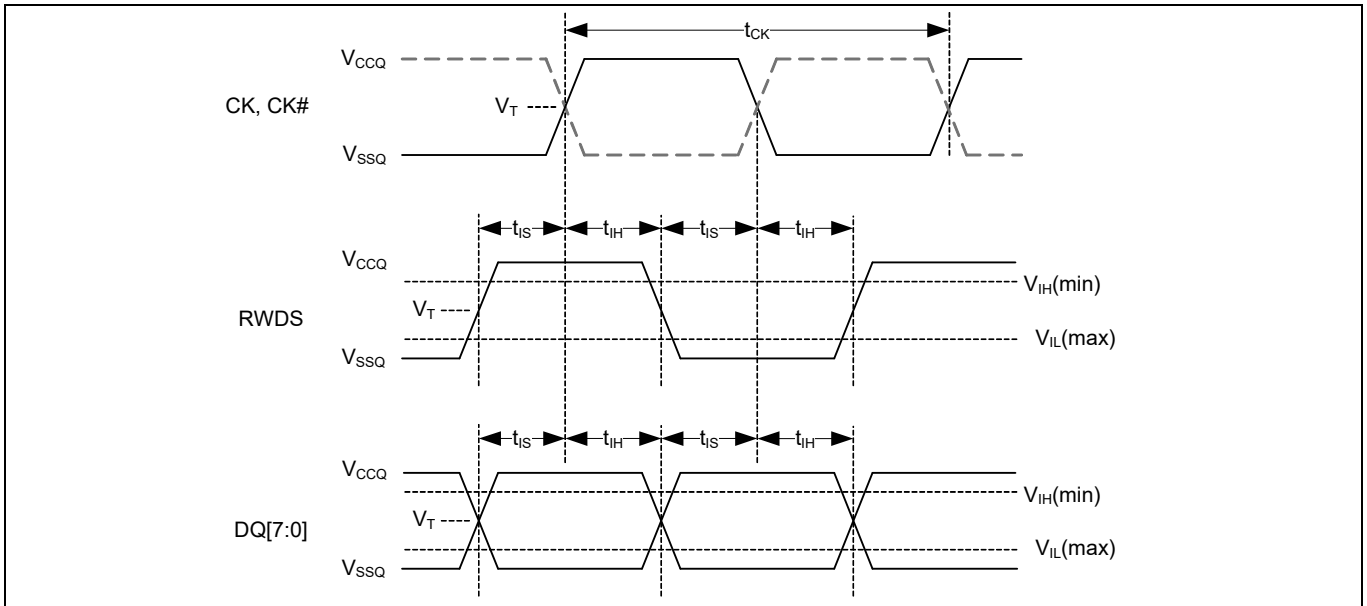 tCK
VCCQ
CK, CK#
VT
VSSQ
tIS tIH tIS tIH
VCCQ
VIH(min)
RWDS
VT
VIL(max)
VSSQ
tIS tIH tIS tIH
VCCQ
VIH(min)
VT
DQ[7:0]
VIL(max)
VSSQ